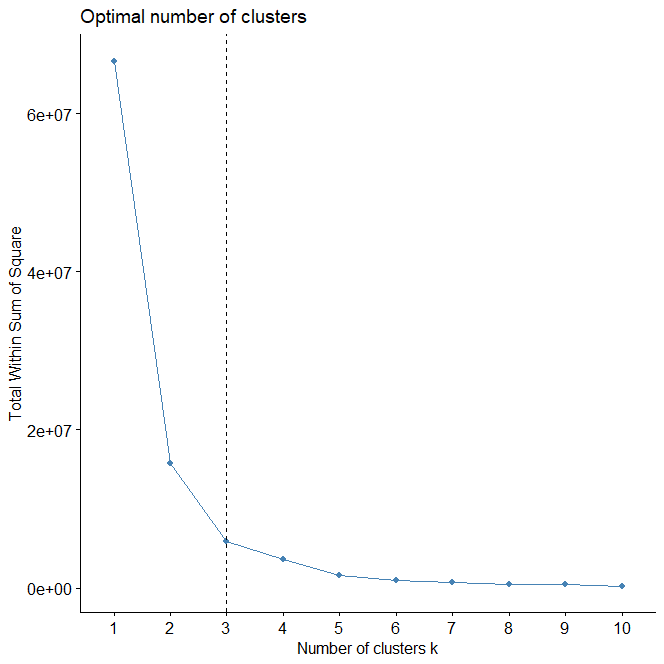 Optimal number of clusters
Total Within Sum of Square
6e+07
4e+07
2e+07
0e+00
1 2 3 4 5 6 7 8 9 10
Number of clusters k